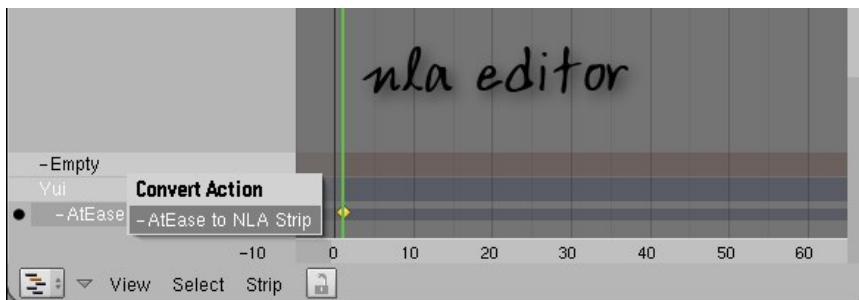 nla editor
-Empty
Yui
Convert Action
-AtEase
-AtEase to NLA Strip
-10 0 10 20 30 40 50 60
View Select Strip